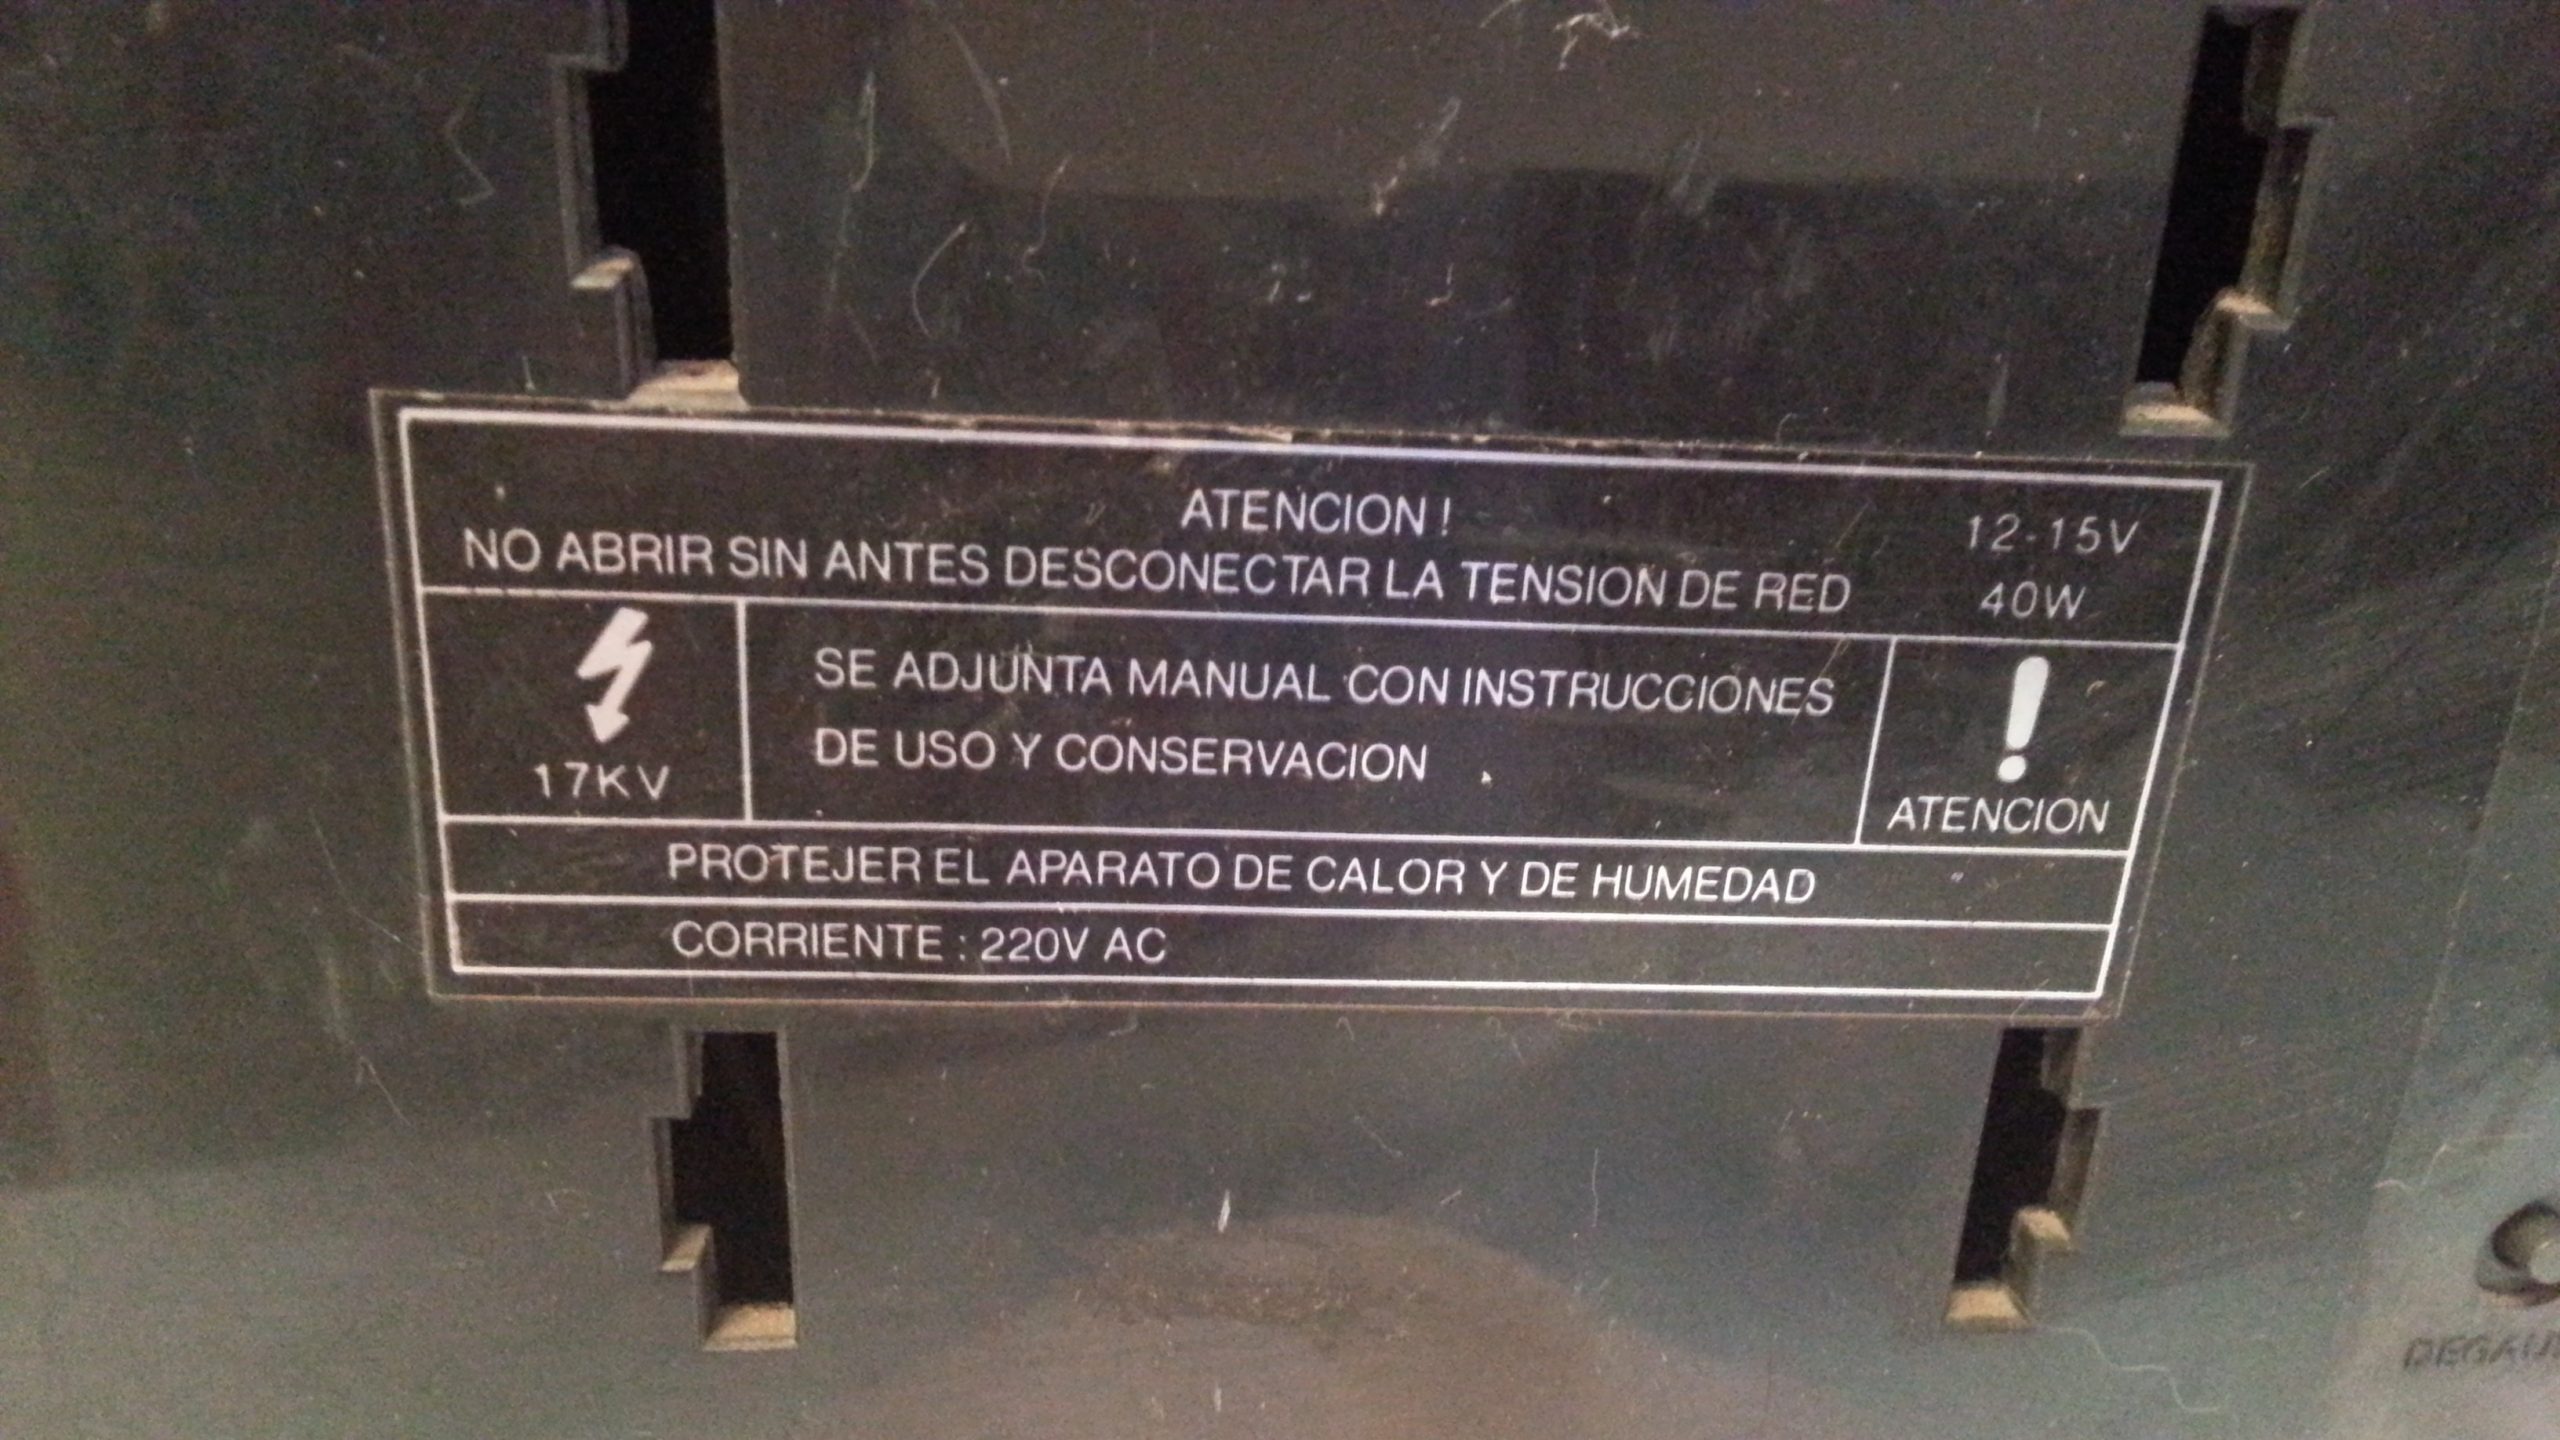 ATENCION !
NO ABRIR SIN ANTES DESCONECTAR LA TENSION DE RED
12-15V
40W
17KV
SE ADJUNTA MANUAL CON INSTRUCCIONES
DE USO Y CONSERVACION
!
ATENCION
PROTEJER EL APARATO DE CALOR Y DE HUMEDAD
CORRIENTE : 220V AC